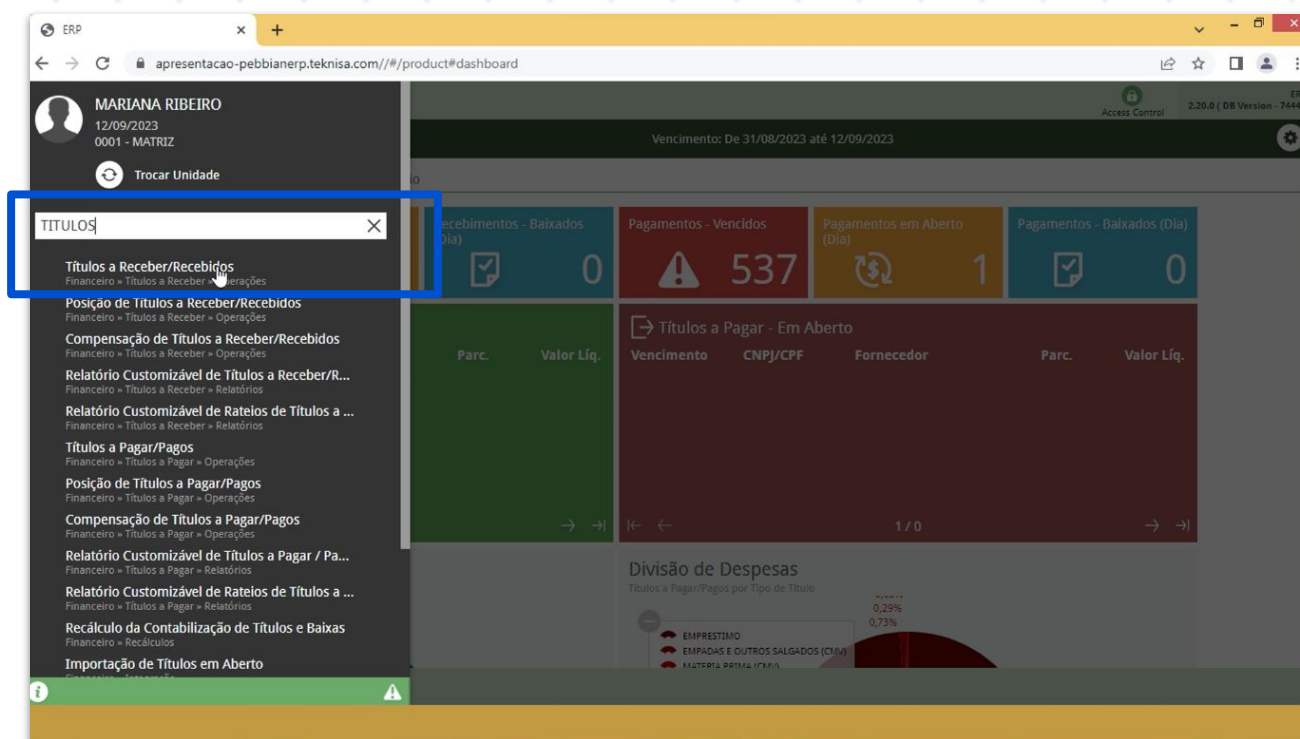 ERP
apresentacao-pebbianerp.teknisa.com//#/product#dashboard
MARIANA RIBEIRO
12/09/2023
0001 - MATRIZ
Trocar Unidade
TITULOS
Títulos a Receber/Recebidos
Financeiro » Títulos a Receber » Operações
Posição de Títulos a Receber/Recebidos
Financeiro » Títulos a Receber » Operações
Compensação de Títulos a Receber/Recebidos
Financeiro » Títulos a Receber » Operações
Relatório Customizável de Títulos a Receber/R...
Financeiro » Títulos a Receber » Relatórios
Relatório Customizável de Rateios de Títulos a ...
Financeiro » Títulos a Receber » Relatórios
Títulos a Pagar/Pagos
Financeiro » Títulos a Pagar » Operações
Posição de Títulos a Pagar/Pagos
Financeiro » Títulos a Pagar » Operações
Compensação de Títulos a Pagar/Pagos
Financeiro » Títulos a Pagar » Operações
Relatório Customizável de Títulos a Pagar / Pa...
Financeiro » Títulos a Pagar » Relatórios
Relatório Customizável de Rateios de Títulos a ...
Financeiro » Títulos a Pagar » Relatórios
Recálculo da Contabilização de Títulos e Baixas
Financeiro » Recálculos
Importação de Títulos em Aberto
Access Control
2.20.0 ( DB Version - 7444
Vencimento: De 31/08/2023 até 12/09/2023
Recebimentos - Baixados
(Dia)
0
Pagamentos - Vencidos
537
Pagamentos em Aberto
(Dia)
1
Pagamentos - Baixados (Dia)
0
Parc. Valor Líq.
Títulos a Pagar - Em Aberto
Vencimento CNPJ/CPF Fornecedor Parc. Valor Líq.
1 / 0
Divisão de Despesas
Títulos a Pagar/Pagos por Tipo de Título
0,29%
0,73%
EMPRESTIMO
EMPADAS E OUTROS SALGADOS (CMV)
MATERIA PRIMA (CMV)